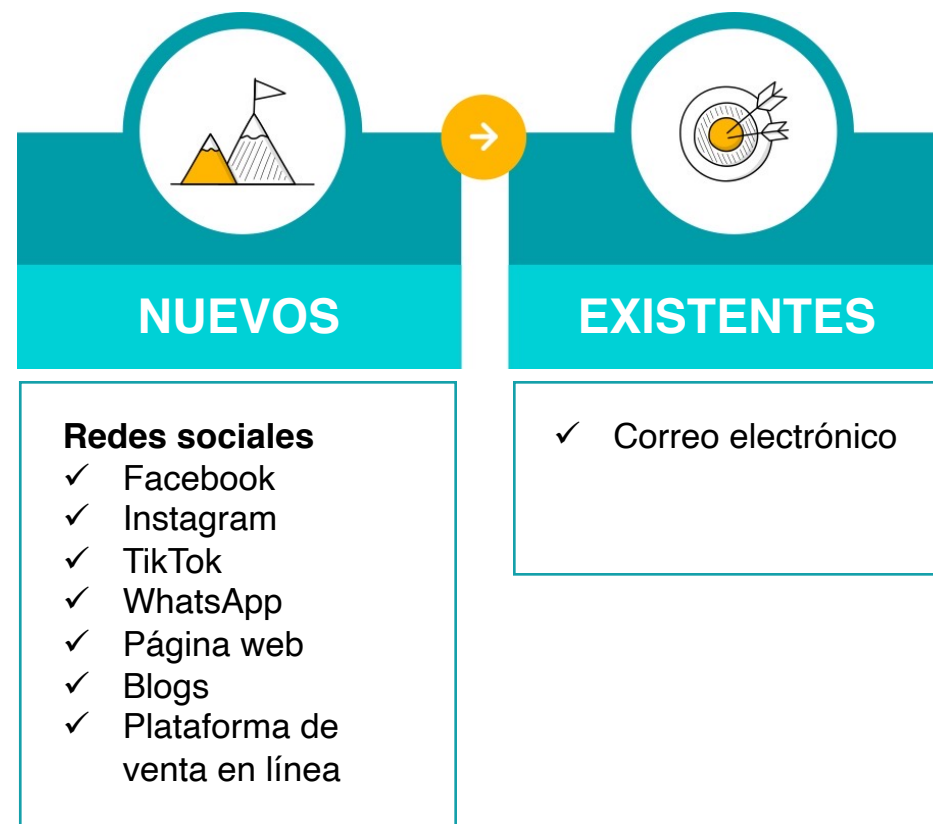 NUEVOS
Redes sociales
✓ Facebook
✓ Instagram
✓ TikTok
✓ WhatsApp
✓ Página web
✓ Blogs
✓ Plataforma de
venta en línea
EXISTENTES
✓ Correo electrónico